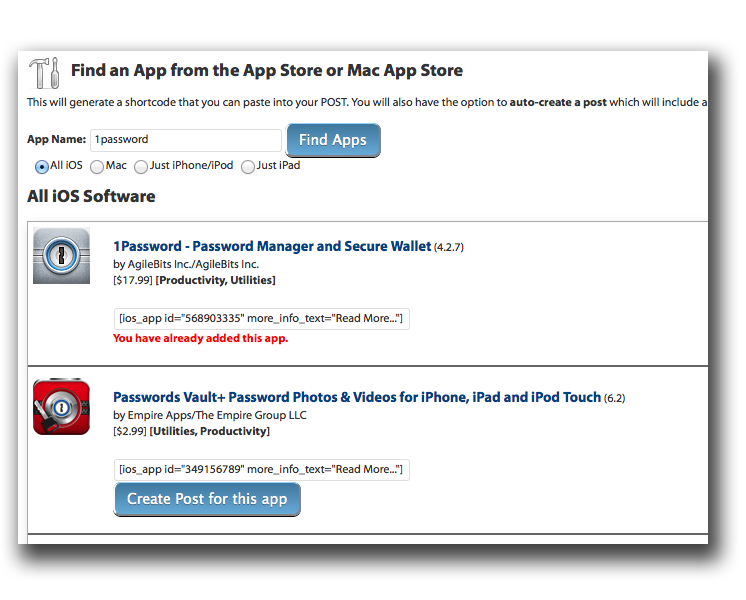 Find an App from the App Store or Mac App Store
This will generate a shortcode that you can paste into your POST. You will also have the option to auto-create a post which will include a
App Name: 1password Find Apps
All iOS Mac Just iPhone/iPod Just iPad
All iOS Software
1Password - Password Manager and Secure Wallet (4.2.7)
by AgileBits Inc./AgileBits Inc.
[$17.99] [Productivity, Utilities]
[ios_app id="568903335" more_info_text="Read More..."]
You have already added this app.
Passwords Vault+ Password Photos & Videos for iPhone, iPad and iPod Touch (6.2)
by Empire Apps/The Empire Group LLC
[$2.99] [Utilities, Productivity]
[ios_app id="349156789" more_info_text="Read More..."]
Create Post for this app